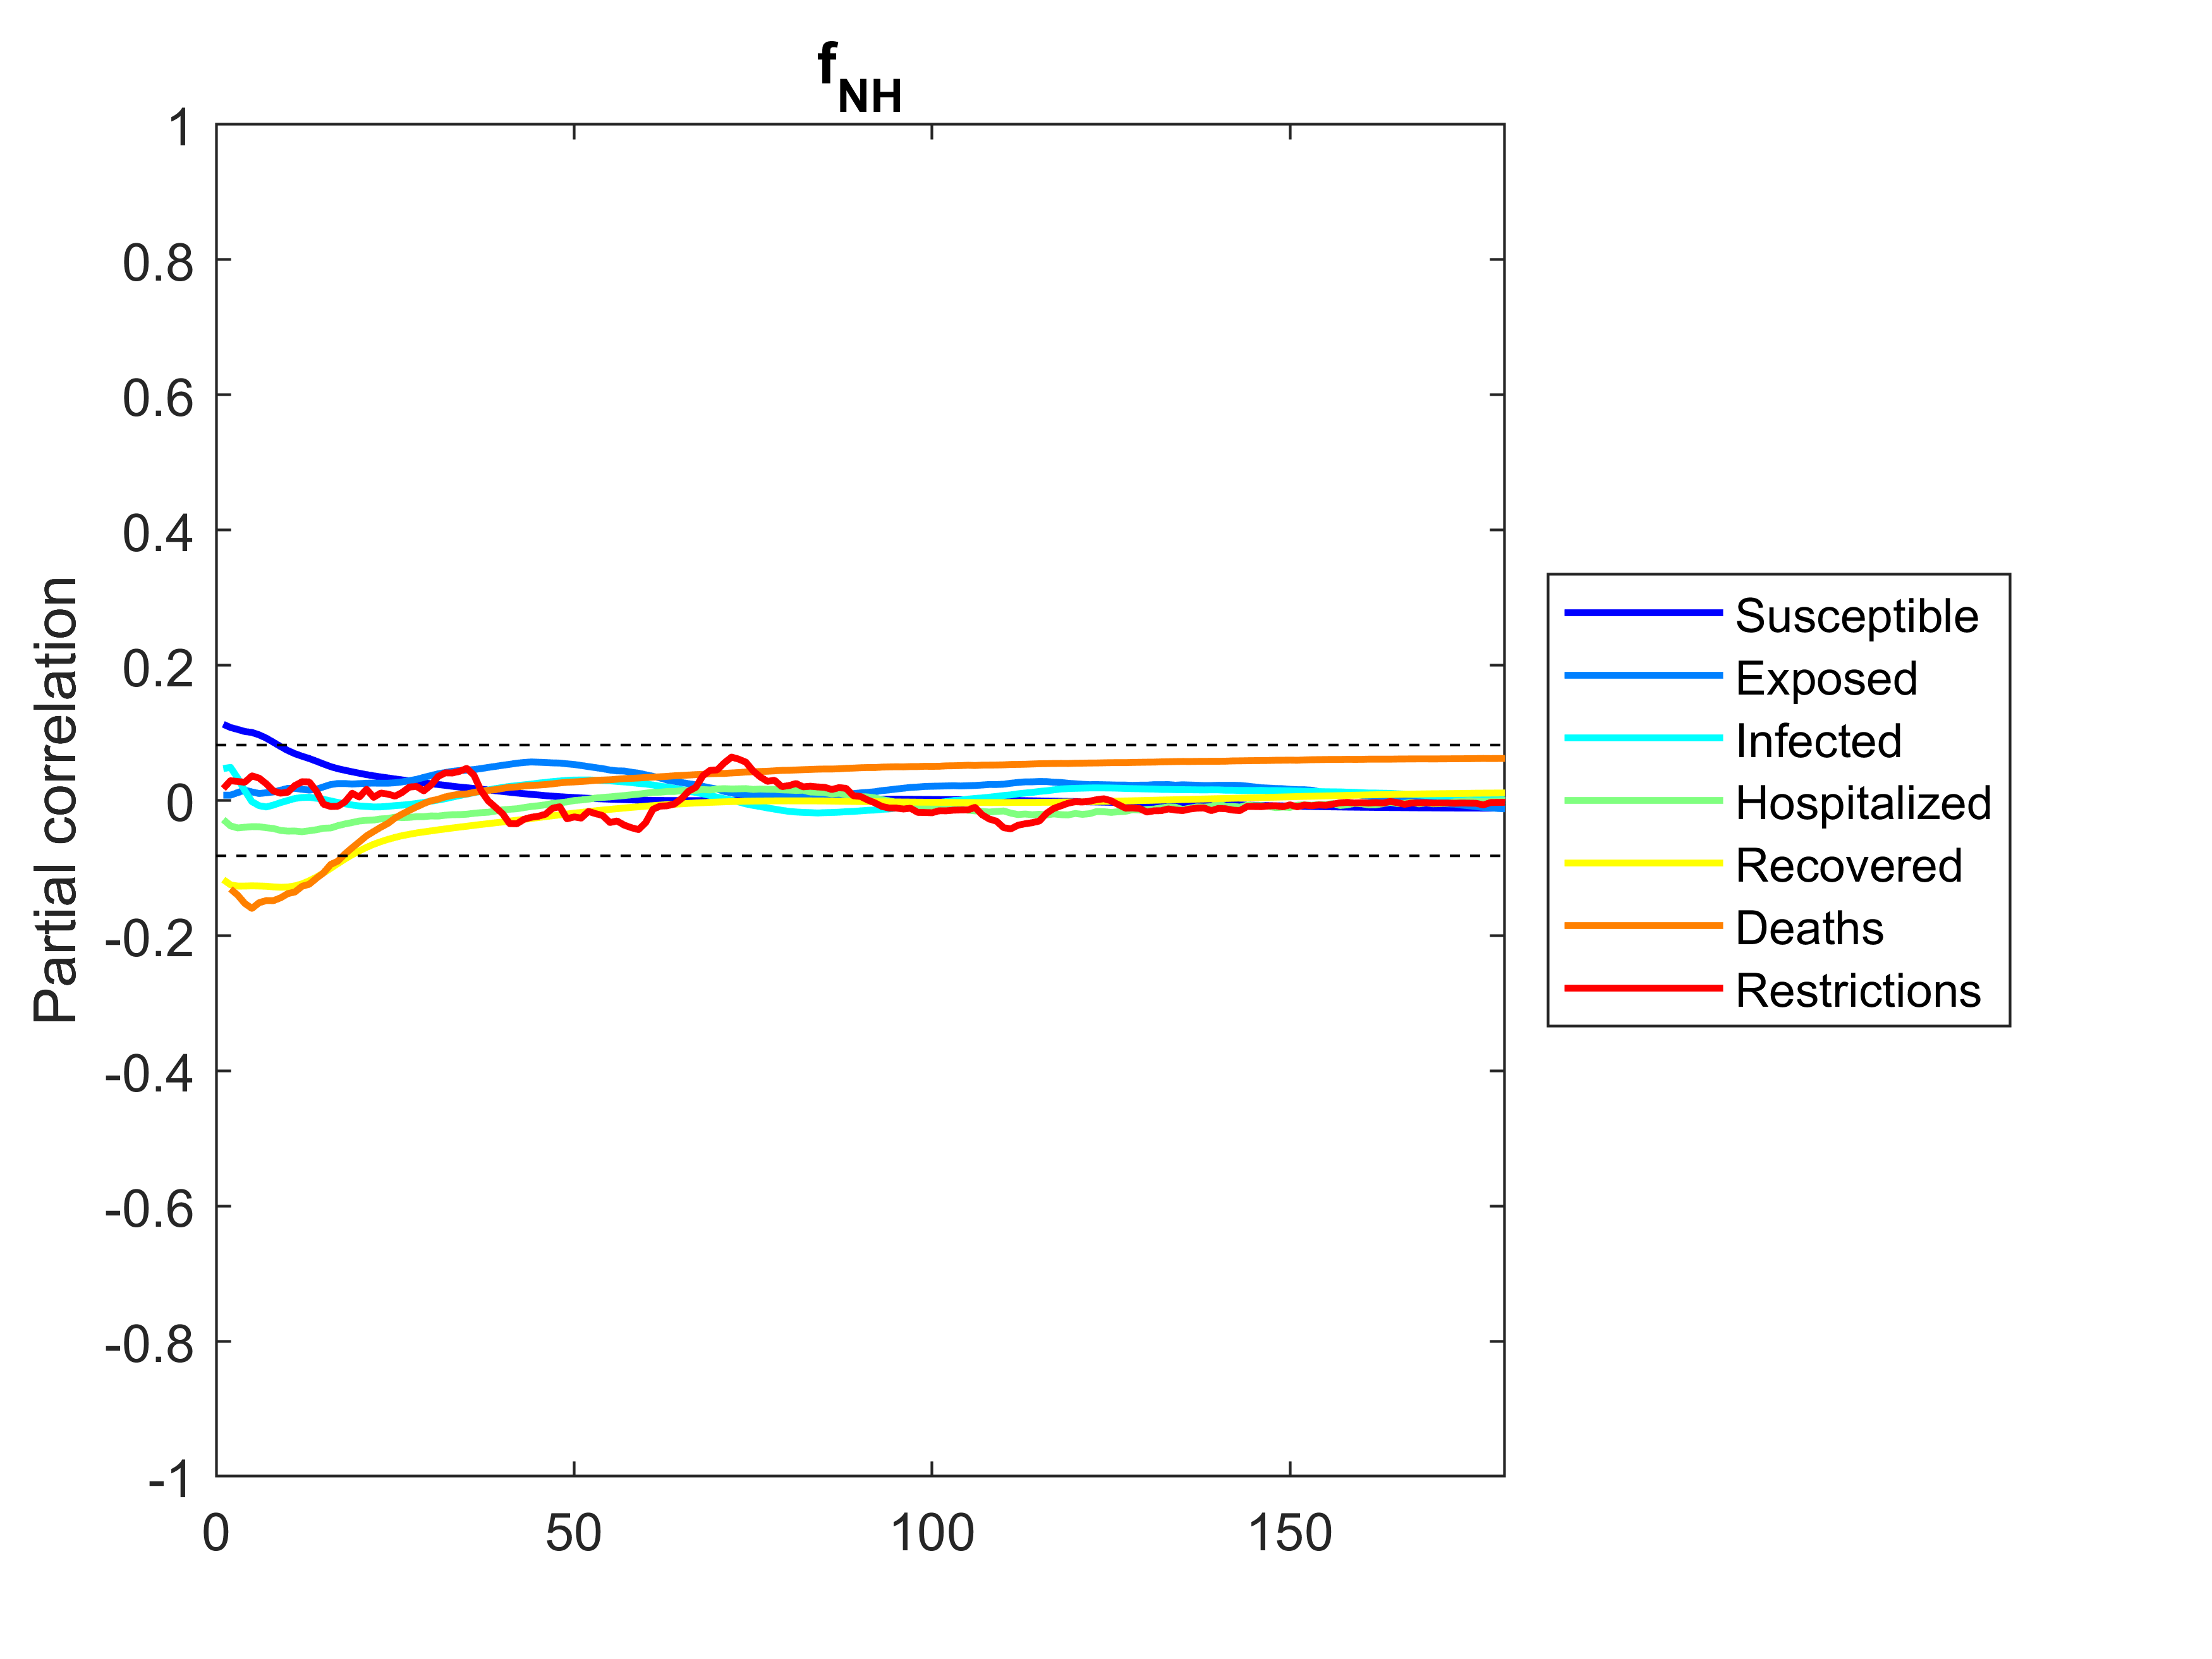 f_NH
1
0.8
0.6
0.4
0.2
0
-0.2
-0.4
-0.6
-0.8
-1
Partial correlation
0 50 100 150
Susceptible
Exposed
Infected
Hospitalized
Recovered
Deaths
Restrictions